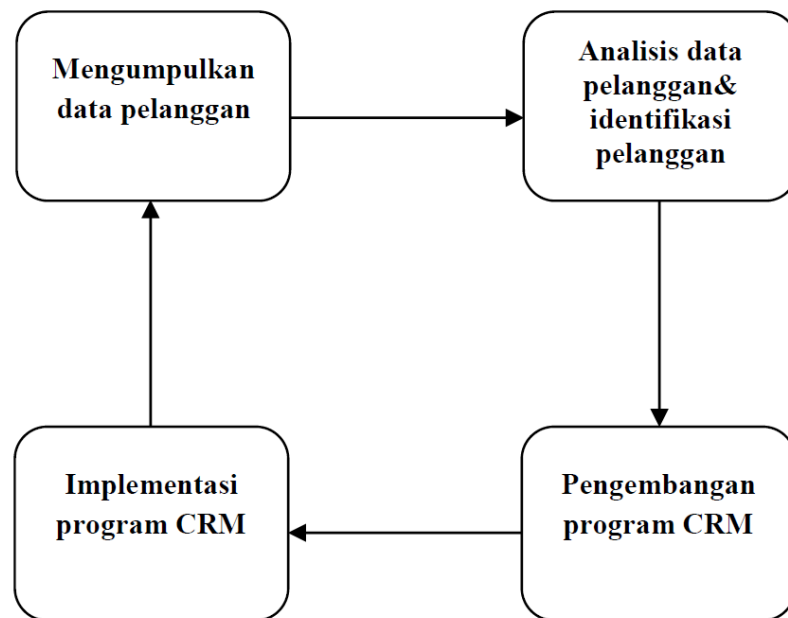 Mengumpulkan
data pelanggan
Analisis data
pelanggan&
identifikasi
pelanggan
Implementasi
program CRM
Pengembangan
program CRM